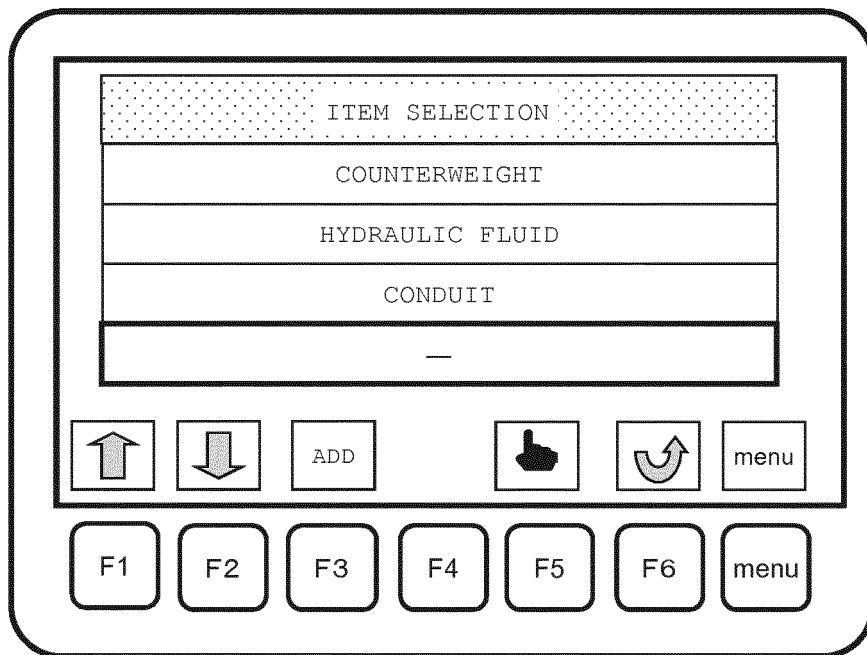 ITEM SELECTION
COUNTERWEIGHT
HYDRAULIC FLUID
CONDUIT
—
ADD
menu
F1
F2
F3
F4
F5
F6
menu